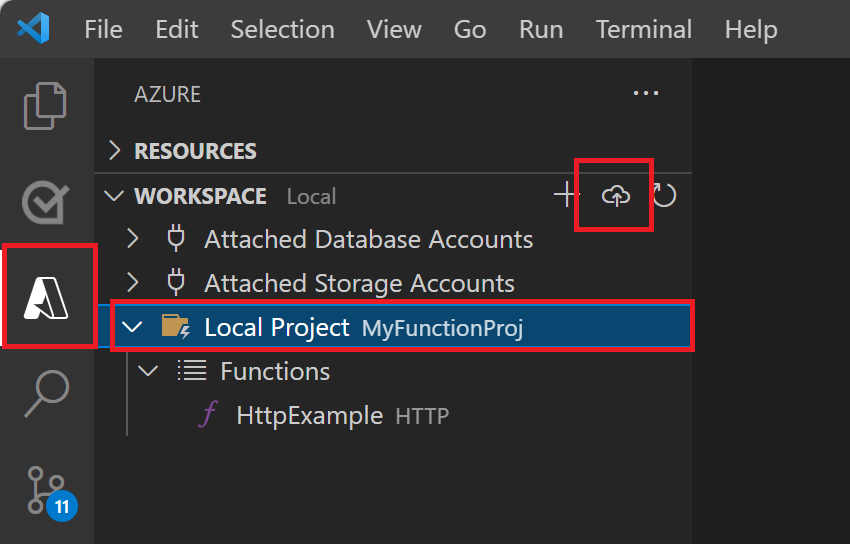 File Edit Selection View Go Run Terminal Help
AZURE
RESOURCES
WORKSPACE Local
Attached Database Accounts
Attached Storage Accounts
Local Project MyFunctionProj
Functions
HttpExample HTTP
11